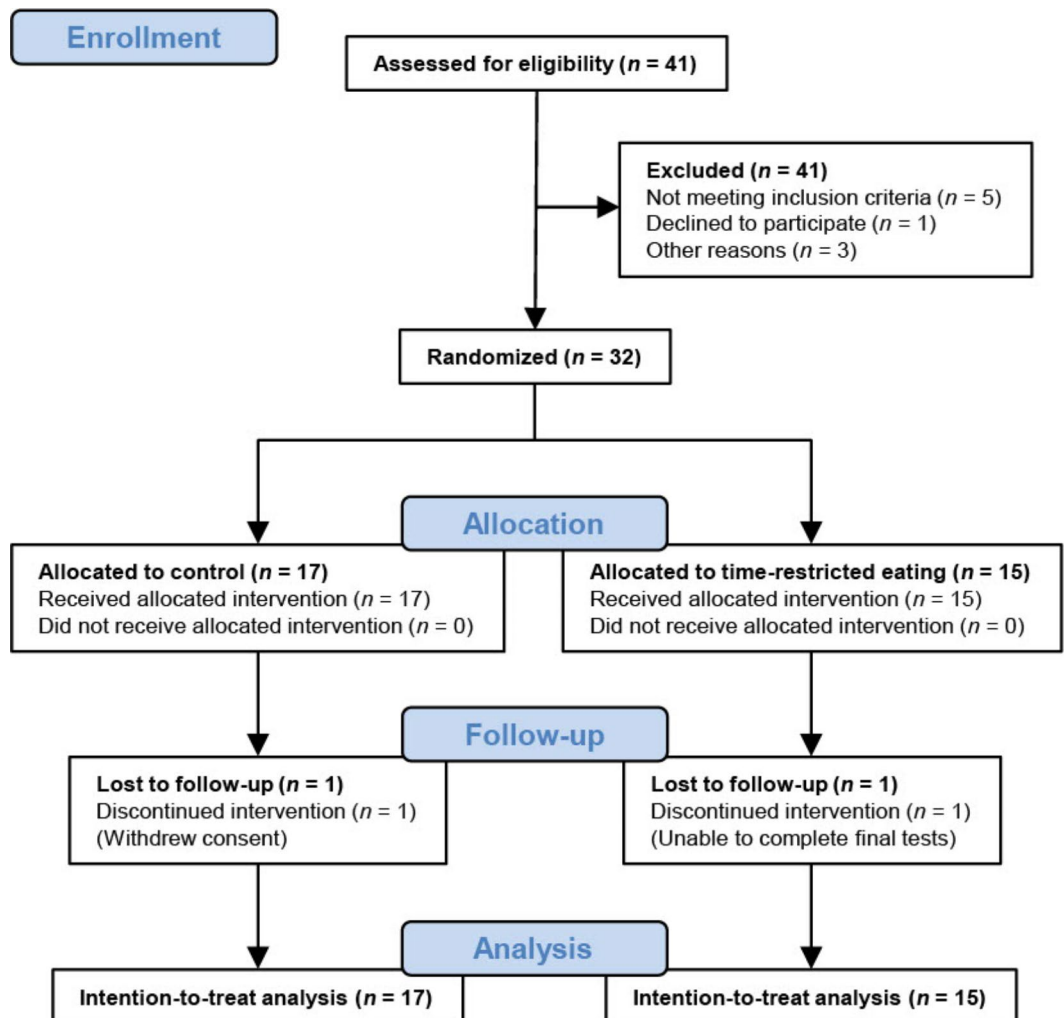 Enrollment
Assessed for eligibility (n = 41)
Excluded (n = 41)
Not meeting inclusion criteria (n = 5)
Declined to participate (n = 1)
Other reasons (n = 3)
Randomized (n = 32)
Allocation
Allocated to control (n = 17)
Received allocated intervention (n = 17)
Did not receive allocated intervention (n = 0)
Allocated to time-restricted eating (n = 15)
Received allocated intervention (n = 15)
Did not receive allocated intervention (n = 0)
Follow-up
Lost to follow-up (n = 1)
Discontinued intervention (n = 1)
(Withdrew consent)
Lost to follow-up (n = 1)
Discontinued intervention (n = 1)
(Unable to complete final tests)
Analysis
Intention-to-treat analysis (n = 17)
Intention-to-treat analysis (n = 15)